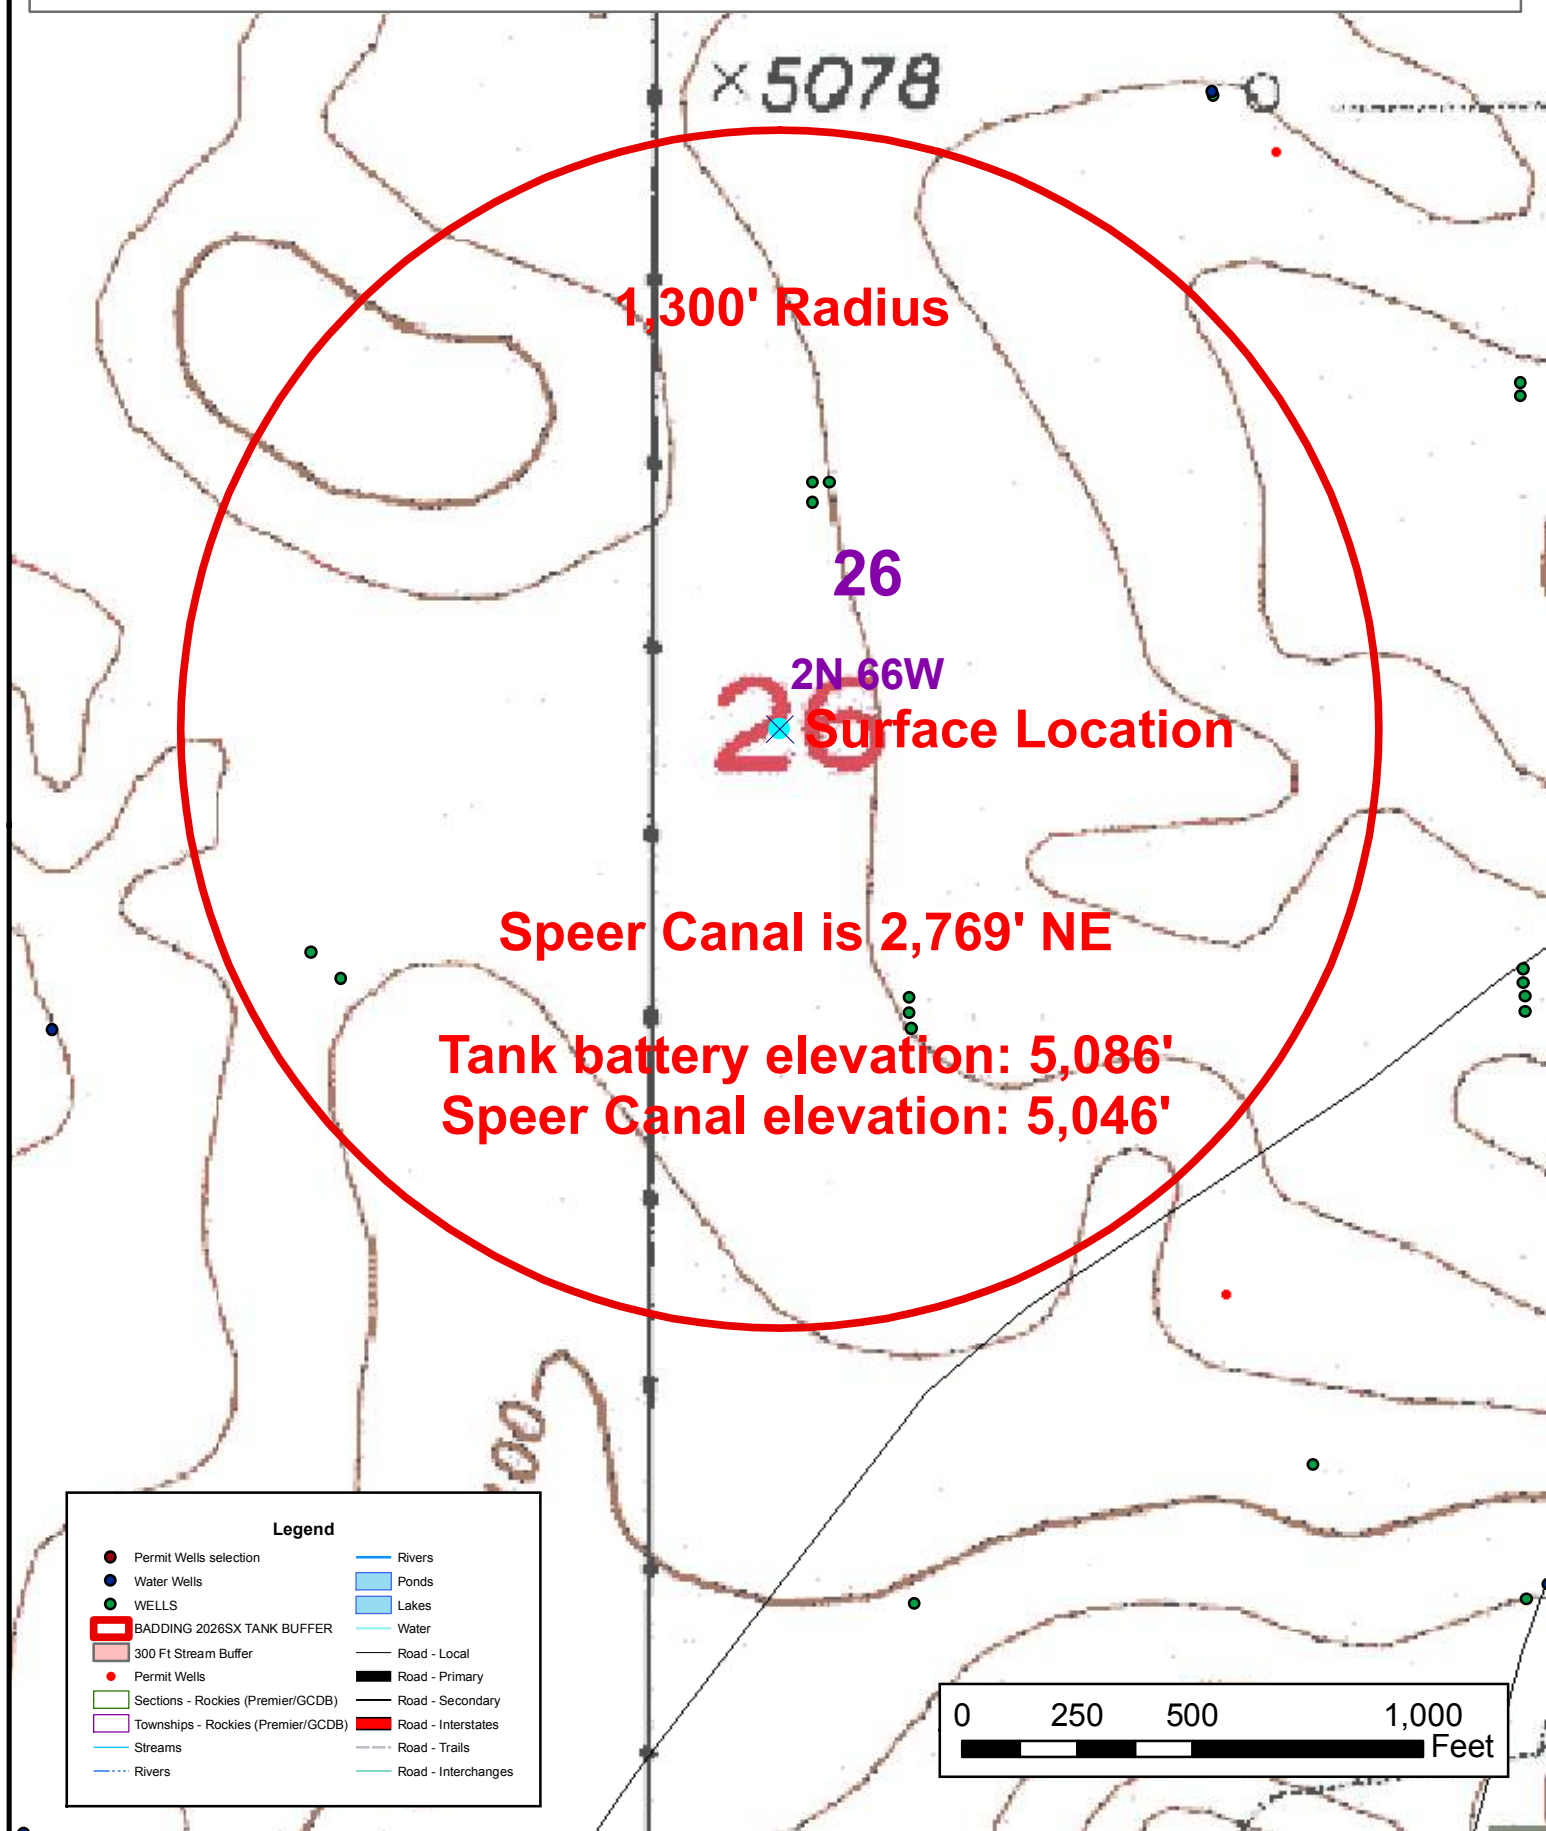 ×5078
1,300' Radius
26
2N 66W
26
Surface Location
Speer Canal is 2,769' NE
Tank battery elevation: 5,086'
Speer Canal elevation: 5,046'
00
Legend
Permit Wells selection
Water Wells
WELLS
BADDING 2026SX TANK BUFFER
300 Ft Stream Buffer
Permit Wells
Sections - Rockies (Premier/GCDB)
Townships - Rockies (Premier/GCDB)
Streams
Rivers
Rivers
Ponds
Lakes
Water
Road - Local
Road - Primary
Road - Secondary
Road - Interstates
Road - Trails
Road - Interchanges
0 250 500 1,000
Feet